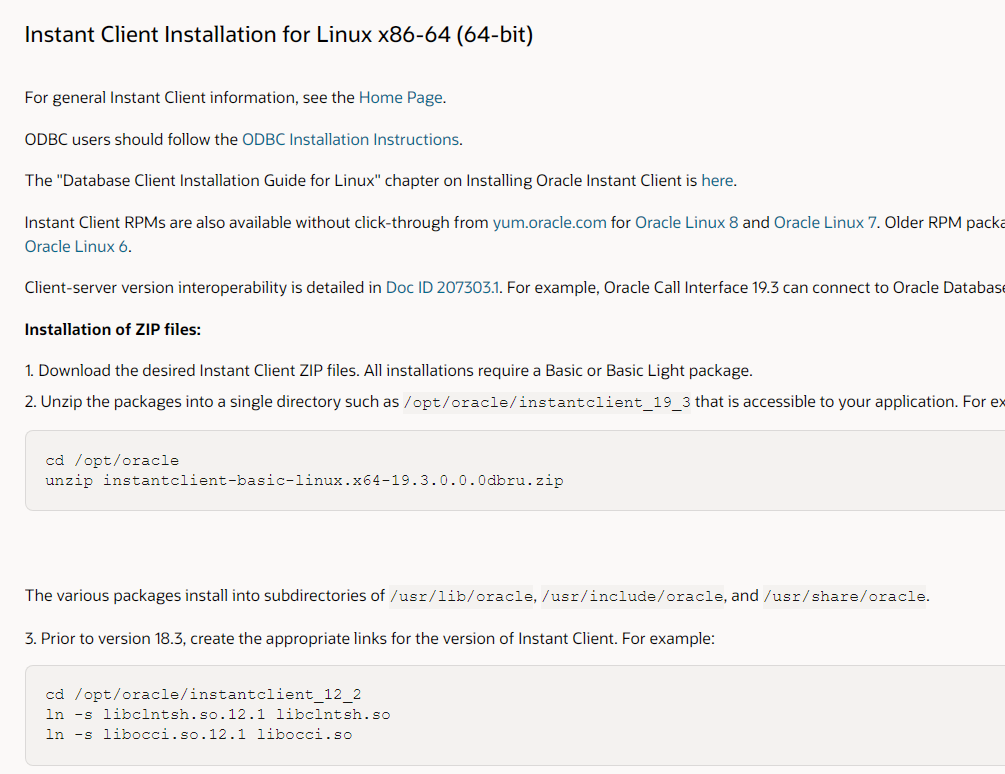 Instant Client Installation for Linux x86-64 (64-bit)
For general Instant Client information, see the Home Page.
ODBC users should follow the ODBC Installation Instructions.
The "Database Client Installation Guide for Linux" chapter on Installing Oracle Instant Client is here.
Instant Client RPMs are also available without click-through from yum.oracle.com for Oracle Linux 8 and Oracle Linux 7. Older RPM packa
Oracle Linux 6.
Client-server version interoperability is detailed in Doc ID 207303.1. For example, Oracle Call Interface 19.3 can connect to Oracle Database
Installation of ZIP files:
1. Download the desired Instant Client ZIP files. All installations require a Basic or Basic Light package.
2. Unzip the packages into a single directory such as /opt/oracle/instantclient_19_3 that is accessible to your application. For ex
cd /opt/oracle
unzip instantclient-basic-linux.x64-19.3.0.0.0dbru.zip
The various packages install into subdirectories of /usr/lib/oracle, /usr/include/oracle, and /usr/share/oracle.
3. Prior to version 18.3, create the appropriate links for the version of Instant Client. For example:
cd /opt/oracle/instantclient_12_2
ln -s libclntsh.so.12.1 libclntsh.so
ln -s libocci.so.12.1 libocci.so